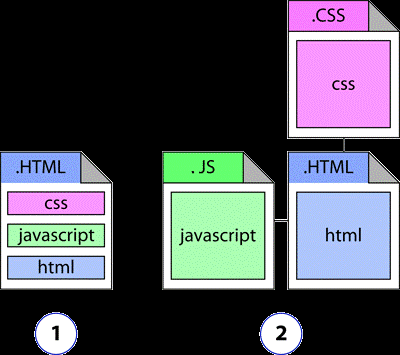 .CSS
css
.HTML
css
javascript
html
. JS
javascript
.HTML
html
1
2